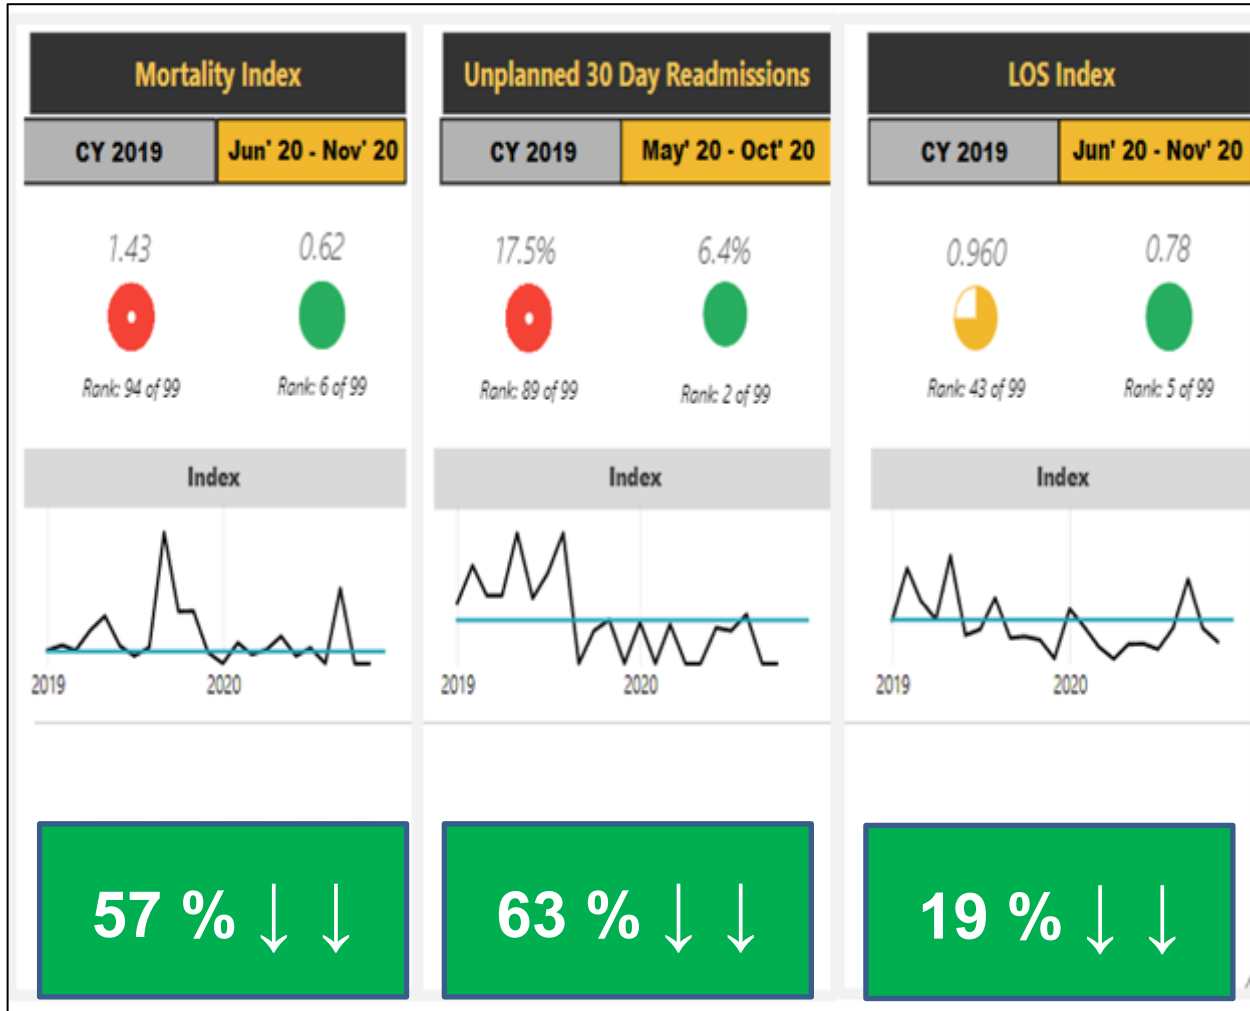 Mortality Index
CY 2019
Jun' 20 - Nov' 20
1.43
0.62
Rank: 94 of 99
Rank: 6 of 99
Index
2019
2020
57 % ↓ ↓
Unplanned 30 Day Readmissions
CY 2019
May' 20 - Oct' 20
17.5%
6.4%
Rank: 89 of 99
Rank: 2 of 99
Index
2019
2020
63 % ↓ ↓
LOS Index
CY 2019
Jun' 20 - Nov' 20
0.960
0.78
Rank: 43 of 99
Rank: 5 of 99
Index
2019
2020
19 % ↓ ↓